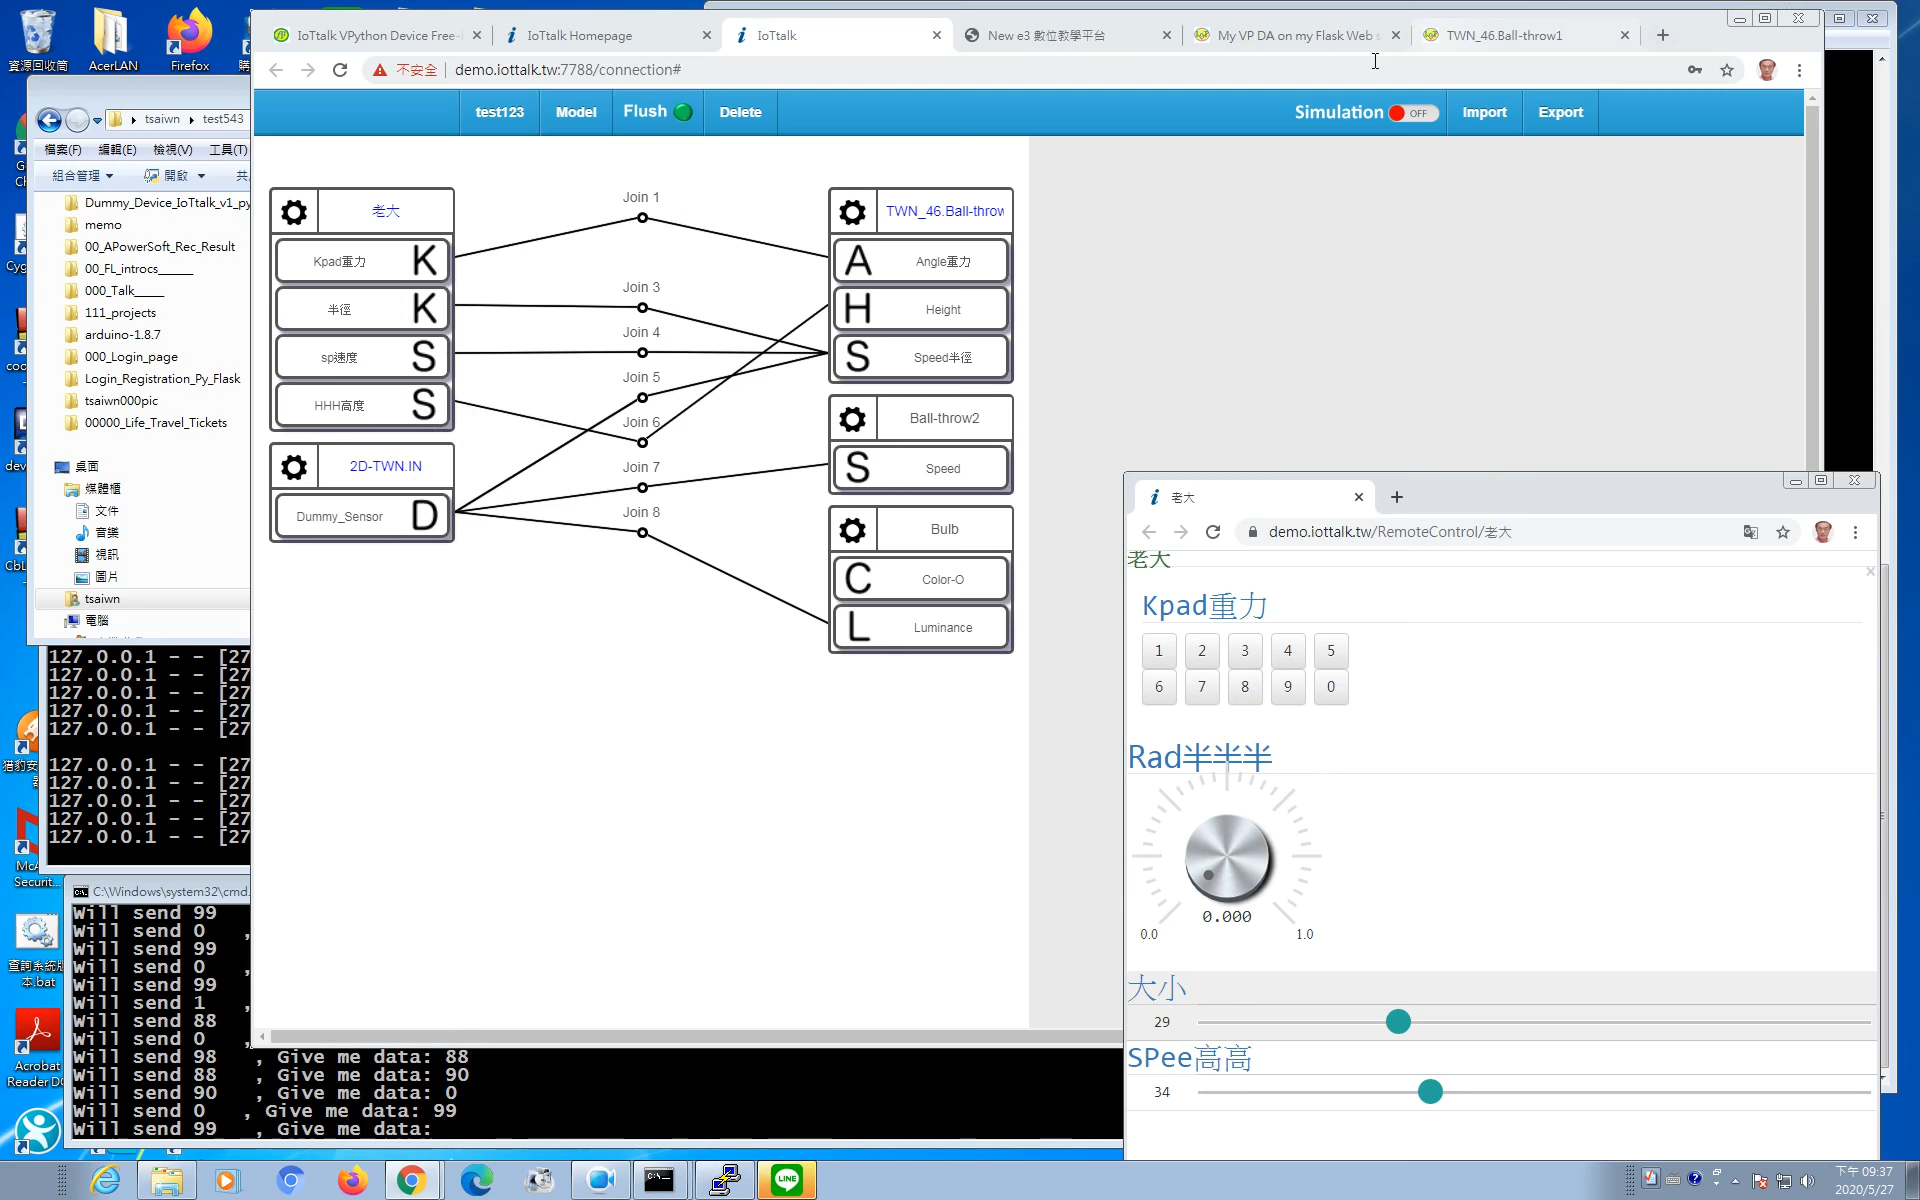 資源回收筒
AcerLAN
Firefox
IoTtalk VPython Device Free-
IoTtalk Homepage
IoTtalk
New e3 數位教學平台
My VP DA on my Flask Web s
TWN_46.Ball-throw1
不安全
demo.iottalk.tw:7788/connection#
test123
Model
Flush
Delete
Simulation
OFF
Import
Export
tsaiwn
test543
檔案(F)
編輯(E)
檢視(V)
工具(T)
組合管理
開啟
共
Dummy_Device_IoTtalk_v1_py
memo
00_APowerSoft_Rec_Result
00_FL_introcs______
000_Talk_____
111_projects
arduino-1.8.7
000_Login_page
Login_Registration_Py_Flask
tsaiwn000pic
00000_Life_Travel_Tickets
桌面
媒體櫃
文件
音樂
視訊
圖片
tsaiwn
電腦
老大
Kpad重力 K
半徑 K
sp速度 S
HHH高度 S
2D-TWN.IN
Dummy_Sensor D
Join 1
Join 3
Join 4
Join 5
Join 6
Join 7
Join 8
TWN_46.Ball-throw
A Angle重力
H Height
S Speed半徑
Ball-throw2
S Speed
Bulb
C Color-O
L Luminance
127.0.0.1 - - [27
127.0.0.1 - - [27
127.0.0.1 - - [27
127.0.0.1 - - [27
127.0.0.1 - - [27
127.0.0.1 - - [27
127.0.0.1 - - [27
127.0.0.1 - - [27
127.0.0.1 - - [27
127.0.0.1 - - [27
C:\Windows\system32\cmd.
Will send 99
Will send 0 ,
Will send 99
Will send 0 ,
Will send 99
Will send 1 ,
Will send 88
Will send 0 ,
Will send 98 , Give me data: 88
Will send 88 , Give me data: 90
Will send 90 , Give me data: 0
Will send 0 , Give me data: 99
Will send 99 , Give me data:
McA
Securit...
查詢系統版
本.bat
Acrobat
Reader DC
老大
demo.iottalk.tw/RemoteControl/老大
老大
Kpad重力
1 2 3 4 5
6 7 8 9 0
Rad半半半
0.000
0.0
1.0
大小
29
SPee高高
34
LINE
下午 09:37
2020/5/27